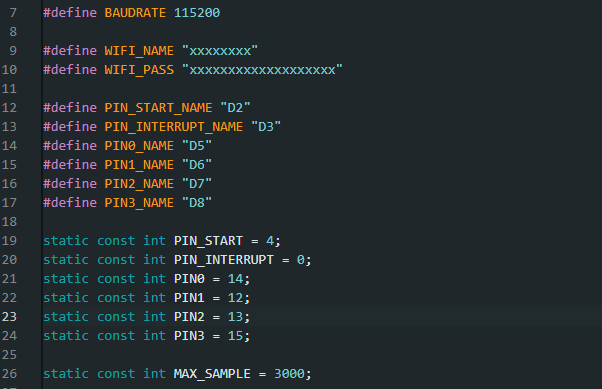 7 #define BAUDRATE 115200
8
9 #define WIFI_NAME "xxxxxxxx"
10 #define WIFI_PASS "xxxxxxxxxxxxxxxxxxx"
11
12 #define PIN_START_NAME "D2"
13 #define PIN_INTERRUPT_NAME "D3"
14 #define PIN0_NAME "D5"
15 #define PIN1_NAME "D6"
16 #define PIN2_NAME "D7"
17 #define PIN3_NAME "D8"
18
19 static const int PIN_START = 4;
20 static const int PIN_INTERRUPT = 0;
21 static const int PIN0 = 14;
22 static const int PIN1 = 12;
23 static const int PIN2 = 13;
24 static const int PIN3 = 15;
25
26 static const int MAX_SAMPLE = 3000;